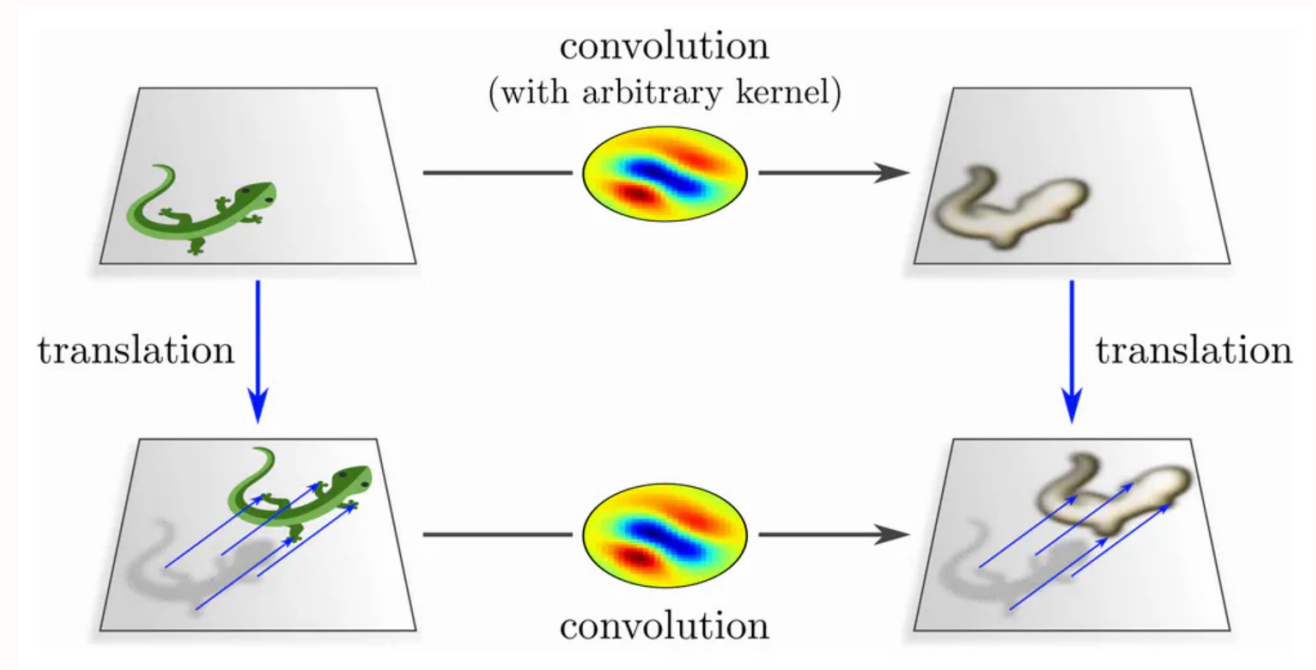 convolution
(with arbitrary kernel)
translation
translation
convolution